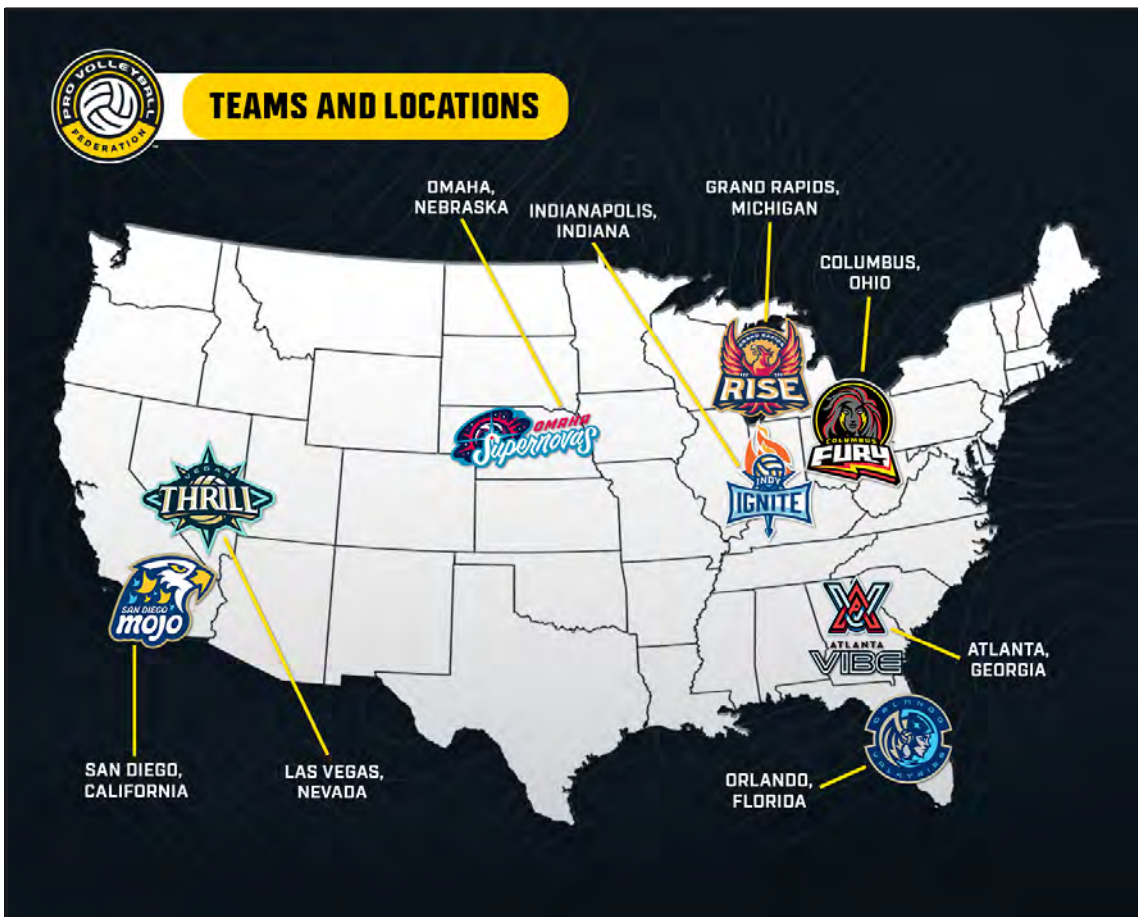 PRO VOLLEYBALL
FEDERATION
TEAMS AND LOCATIONS
OMAHA,
NEBRASKA
INDIANAPOLIS,
INDIANA
GRAND RAPIDS,
MICHIGAN
COLUMBUS,
OHIO
GRAND RAPIDS
RISE
COLUMBUS
FURY
OMAHA
Supernovas
INDY
IGNITE
VEGAS
THRILL
SAN DIEGO
mojo
ATLANTA
VIBE
ATLANTA,
GEORGIA
ORLANDO
VALKYRIES
SAN DIEGO,
CALIFORNIA
LAS VEGAS,
NEVADA
ORLANDO,
FLORIDA